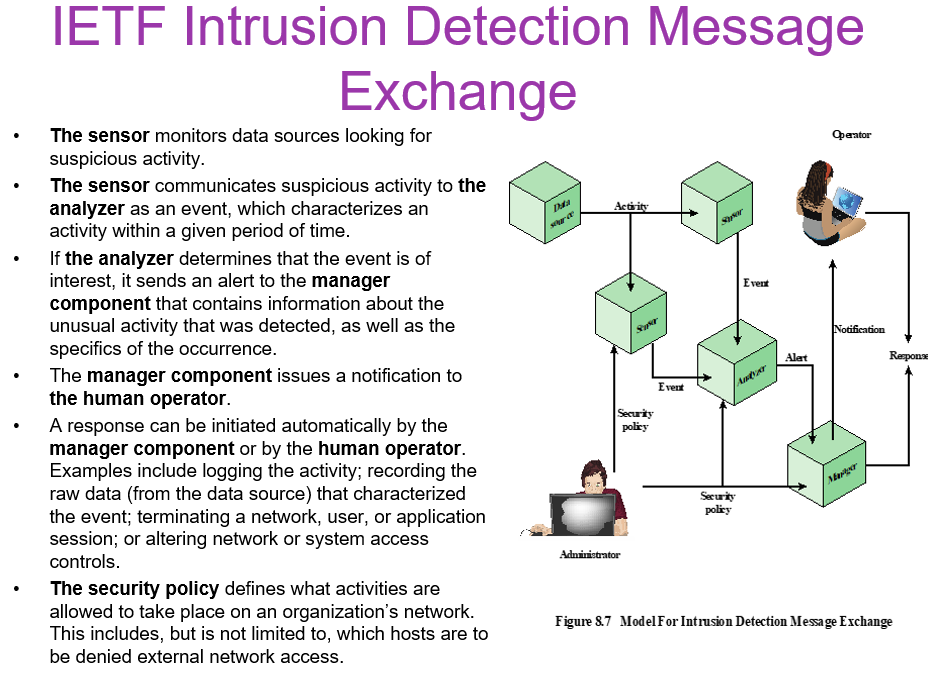 IETF Intrusion Detection Message
Exchange
• The sensor monitors data sources looking for
suspicious activity.
• The sensor communicates suspicious activity to the
analyzer as an event, which characterizes an
activity within a given period of time.
• If the analyzer determines that the event is of
interest, it sends an alert to the manager
component that contains information about the
unusual activity that was detected, as well as the
specifics of the occurrence.
• The manager component issues a notification to
the human operator.
• A response can be initiated automatically by the
manager component or by the human operator.
Examples include logging the activity; recording the
raw data (from the data source) that characterized
the event; terminating a network, user, or application
session; or altering network or system access
controls.
• The security policy defines what activities are
allowed to take place on an organization's network.
This includes, but is not limited to, which hosts are to
be denied external network access.
Operator
Data
source
Activity
Sensor
Event
Sensor
Notification
Response
Analyzer
Alert
Event
Security
policy
Manager
Security
policy
Administrator
Figure 8.7 Model For Intrusion Detection Message Exchange